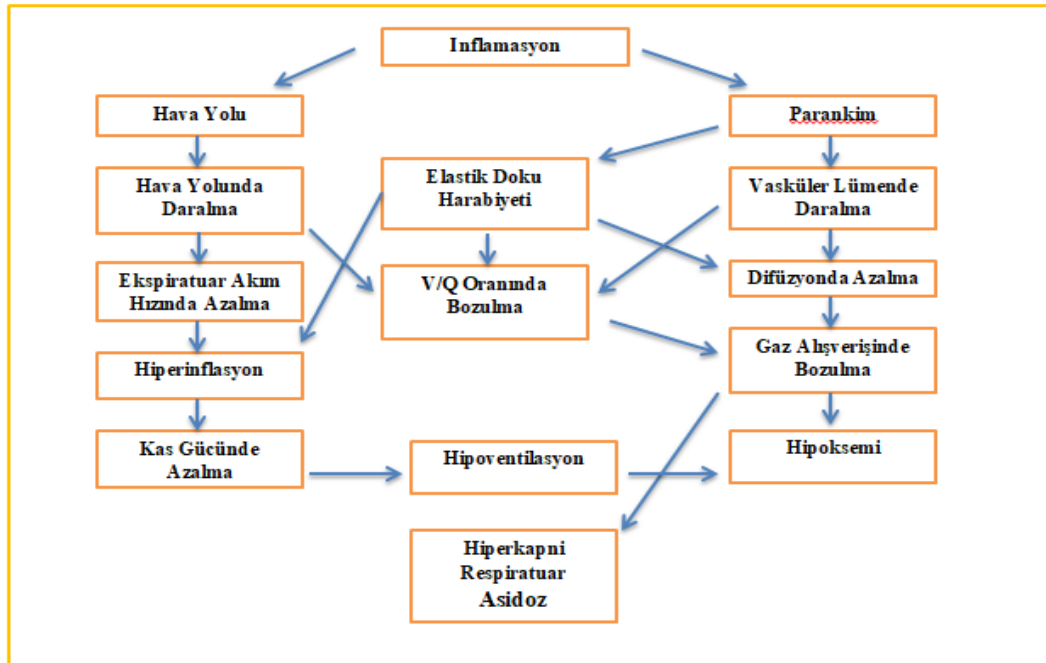 Inflamasyon
Hava Yolu
Parankim
Hava Yolunda
Daralma
Elastik Doku
Harabiyeti
Vasküler Lümende
Daralma
Ekspiratuar Akım
Hızında Azalma
V/Q Oranında
Bozulma
Difüzyonda Azalma
Hiperinflasyon
Gaz Alışverişinde
Bozulma
Kas Gücünde
Azalma
Hipoventilasyon
Hipoksemi
Hiperkapni
Respiratuar
Asidoz